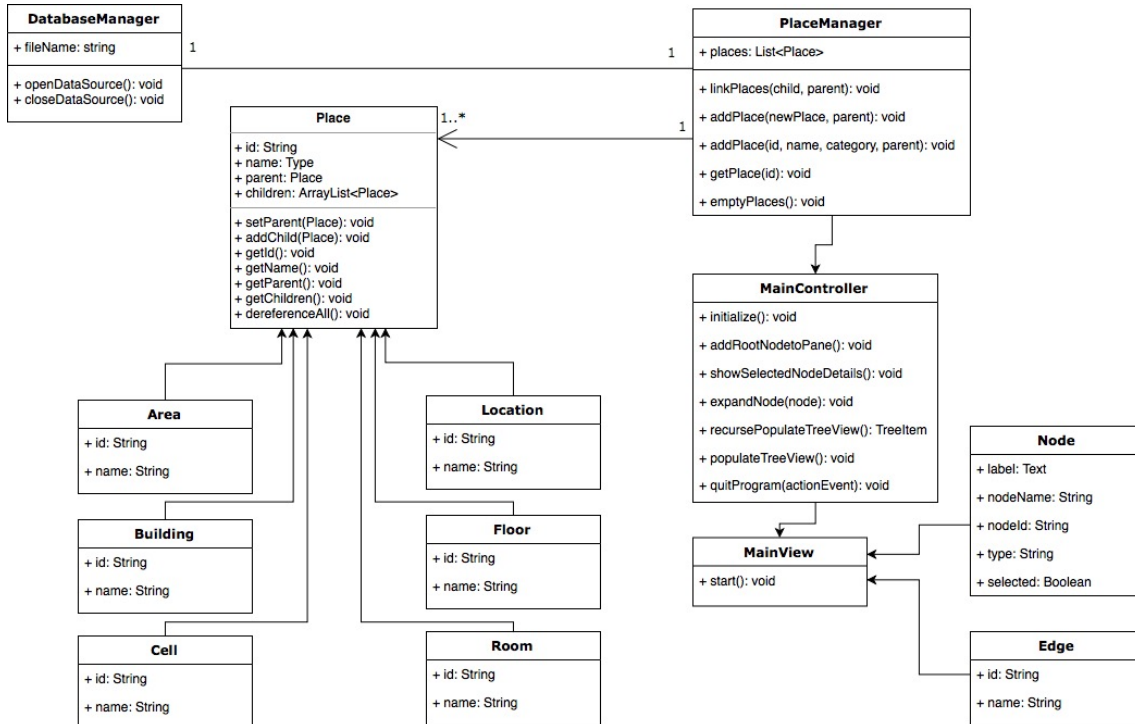 DatabaseManager
+ fileName: string
+ openDataSource(): void
+ closeDataSource(): void
1
1
PlaceManager
+ places: List<Place>
+ linkPlaces(child, parent): void
+ addPlace(newPlace, parent): void
+ addPlace(id, name, category, parent): void
+ getPlace(id): void
+ emptyPlaces(): void
1..*
1
Place
+ id: String
+ name: Type
+ parent: Place
+ children: ArrayList<Place>
+ setParent(Place): void
+ addChild(Place): void
+ getId(): void
+ getName(): void
+ getParent(): void
+ getChildren(): void
+ dereferenceAll(): void
MainController
+ initialize(): void
+ addRootNodetoPane(): void
+ showSelectedNodeDetails(): void
+ expandNode(node): void
+ recursePopulateTreeView(): TreeItem
+ populateTreeView(): void
+ quitProgram(actionEvent): void
Area
+ id: String
+ name: String
Location
+ id: String
+ name: String
Building
+ id: String
+ name: String
Floor
+ id: String
+ name: String
Cell
+ id: String
+ name: String
Room
+ id: String
+ name: String
MainView
+ start(): void
Node
+ label: Text
+ nodeName: String
+ nodeId: String
+ type: String
+ selected: Boolean
Edge
+ id: String
+ name: String